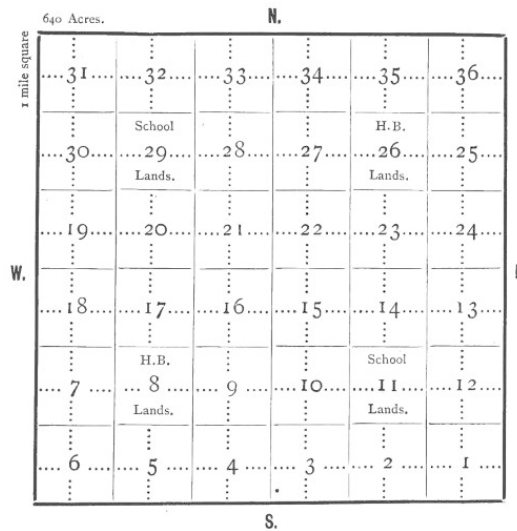 640 Acres.
N.
1 mile square
31 32 33 34 35 36
School H.B.
30 29 28 27 26 25
Lands. Lands.
19 20 21 22 23 24
W.
18 17 16 15 14 13
H.B. School
7 8 9 10 11 12
Lands. Lands.
6 5 4 3 2 1
S.